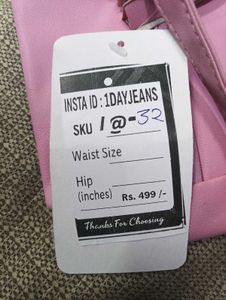 INSTA ID : 1DAYJEANS
SKU / @-32
Waist Size
Hip
(inches) Rs. 499 /-
Thanks For Choosing